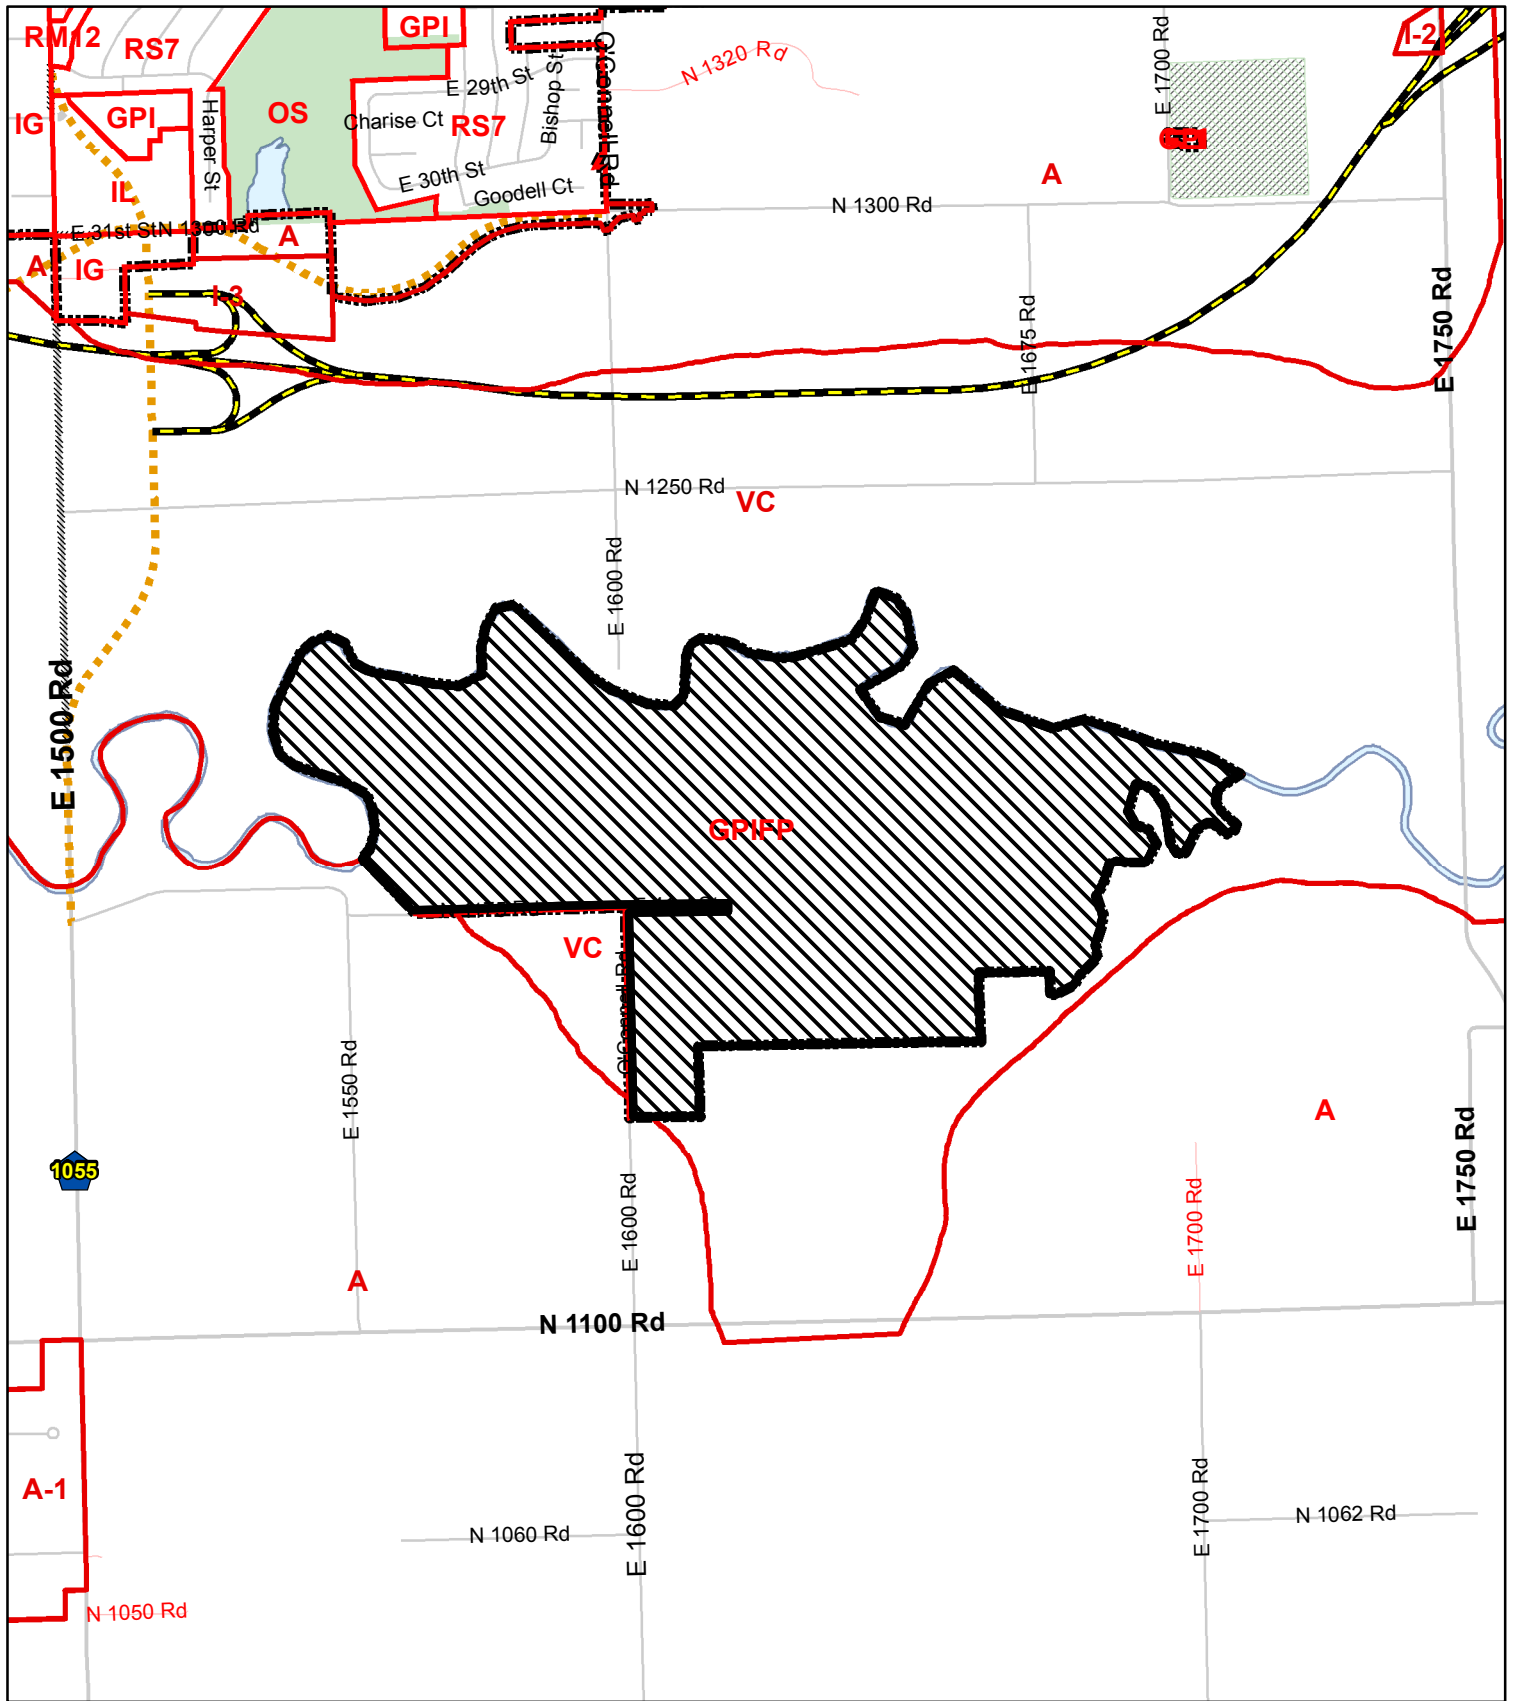 RM12
RS7
GPI
I-2
E 1700 Rd
N 1320 Rd
O'Connell Rd
E 29th St
Bishop St
IG
GPI
Harper St
OS
Charise Ct
RS7
A
E 30th St
Goodell Ct
IL
N 1300 Rd
E 31st St
N 1300 Rd
A
A
IG
I-3
E 1675 Rd
E 1750 Rd
N 1250 Rd
VC
E 1600 Rd
E 1500 Rd
GPIFP
VC
O'Connell Rd
E 1550 Rd
A
E 1750 Rd
1055
E 1600 Rd
E 1700 Rd
A
N 1100 Rd
A-1
E 1600 Rd
E 1700 Rd
N 1060 Rd
N 1062 Rd
N 1050 Rd